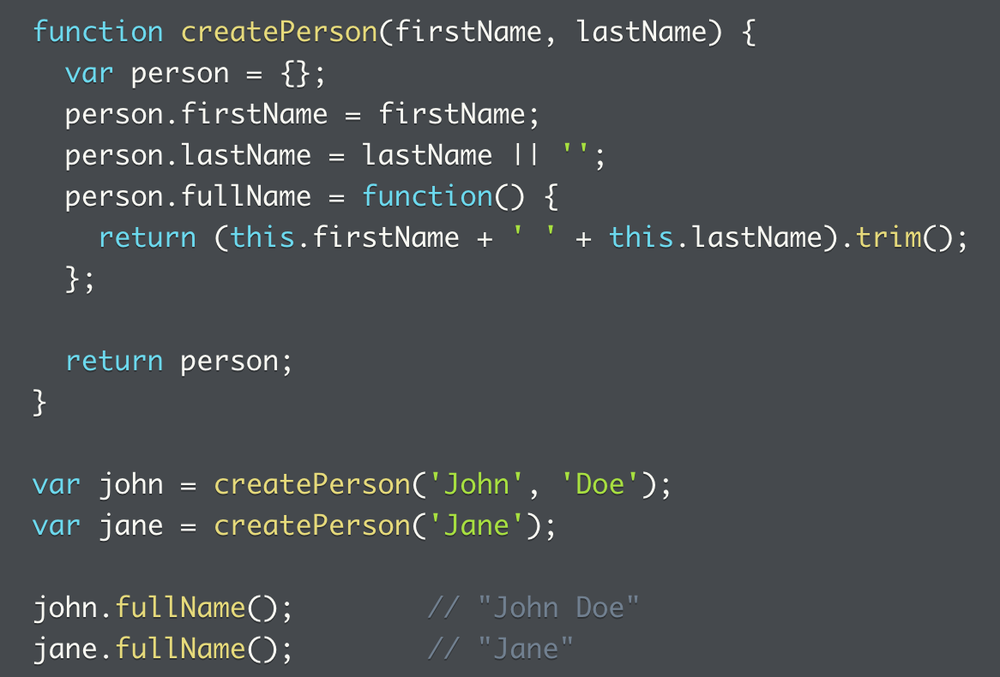 function createPerson(firstName, lastName) {
  var person = {};
  person.firstName = firstName;
  person.lastName = lastName || '';
  person.fullName = function() {
    return (this.firstName + ' ' + this.lastName).trim();
  };

  return person;
}

var john = createPerson('John', 'Doe');
var jane = createPerson('Jane');

john.fullName();        // "John Doe"
jane.fullName();        // "Jane"